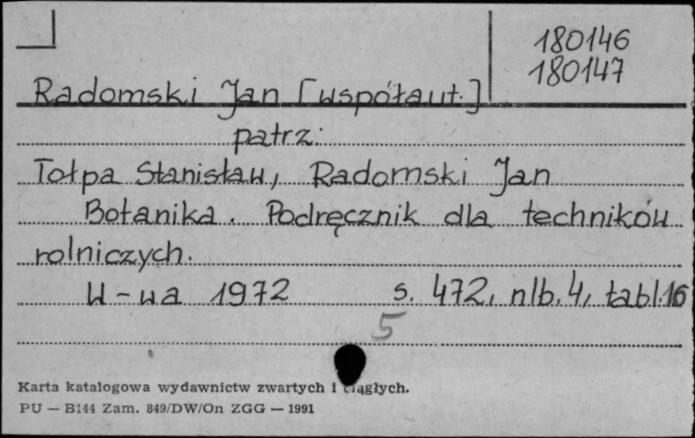 180146
180147
Radomski Jan [współaut.]
patrz:
Tołpa Stanisław, Radomski Jan
Botanika. Podręcznik dla techników
rolniczych.
W-wa 1972 s. 472, nlb. 4, tabl. 16
5
Karta katalogowa wydawnictw zwartych i ciągłych.
PU — B144 Zam. 849/DW/On ZGG — 1991